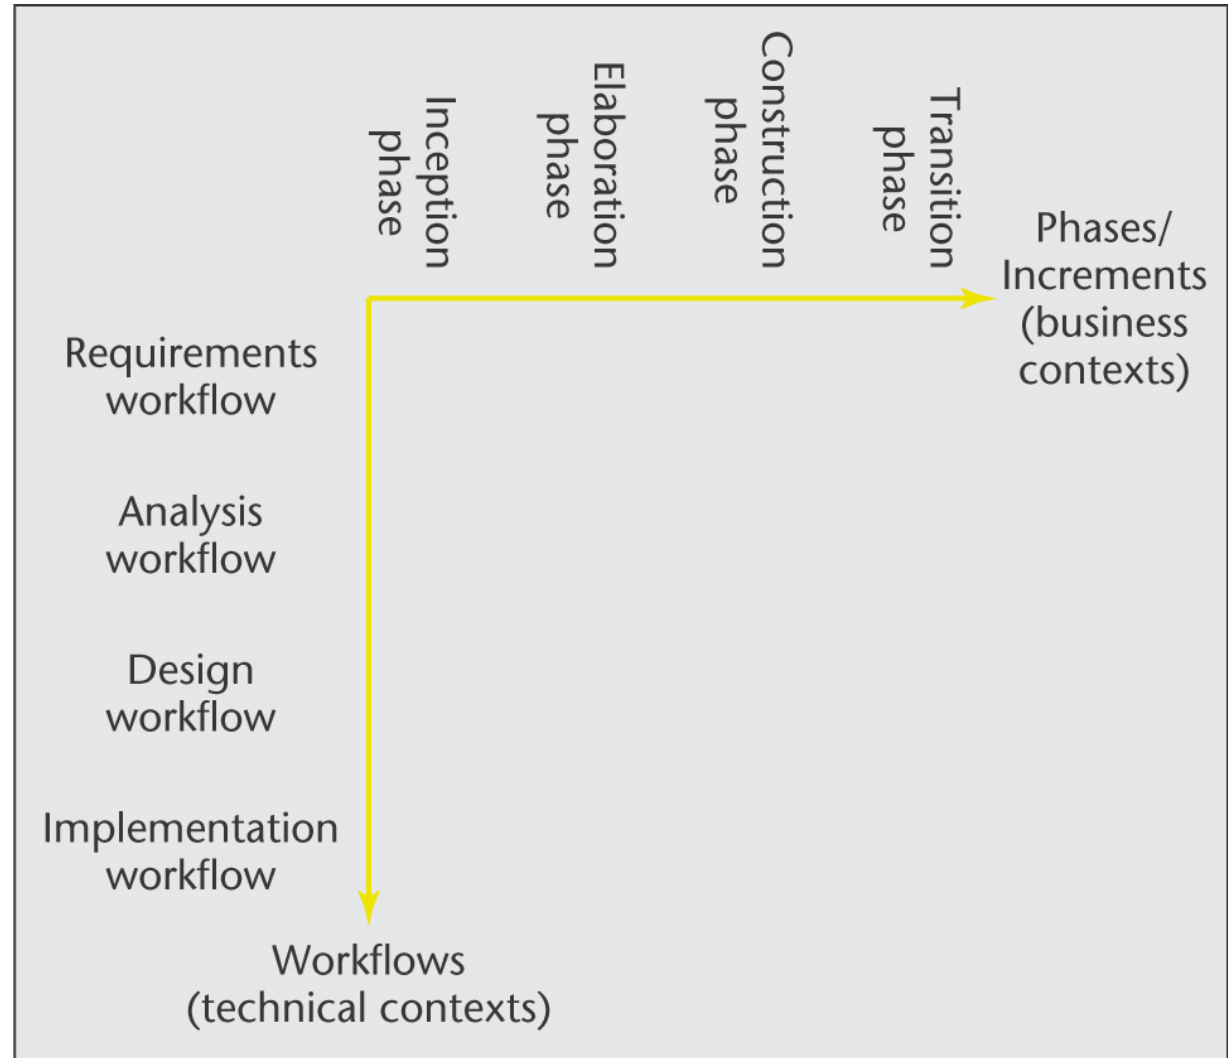 Inception
phase
Elaboration
phase
Construction
phase
Transition
phase
Phases/
Increments
(business
contexts)
Requirements
workflow
Analysis
workflow
Design
workflow
Implementation
workflow
Workflows
(technical contexts)